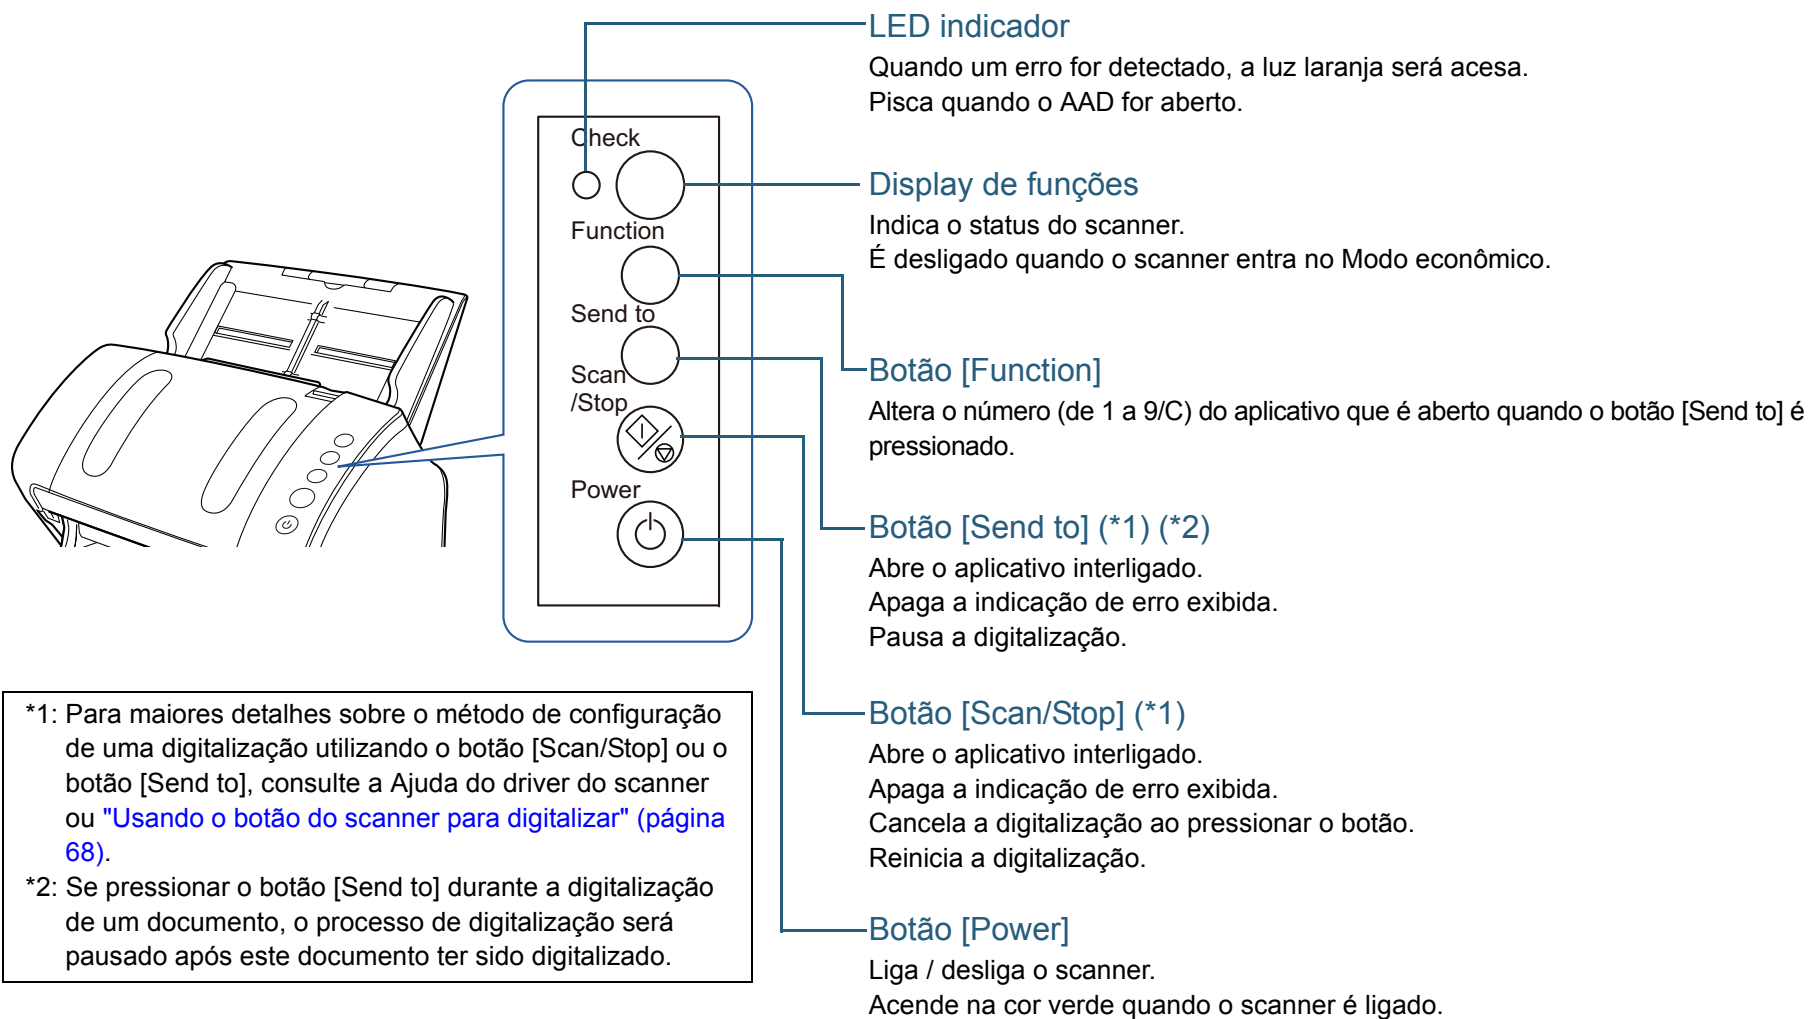 LED indicador
Quando um erro for detectado, a luz laranja será acesa.
Pisca quando o AAD for aberto.
Check
Display de funções
Indica o status do scanner.
É desligado quando o scanner entra no Modo econômico.
Function
Send to
Scan
/Stop
Power
Botão [Function]
Altera o número (de 1 a 9/C) do aplicativo que é aberto quando o botão [Send to] é
pressionado.
Botão [Send to] (*1) (*2)
Abre o aplicativo interligado.
Apaga a indicação de erro exibida.
Pausa a digitalização.
Botão [Scan/Stop] (*1)
Abre o aplicativo interligado.
Apaga a indicação de erro exibida.
Cancela a digitalização ao pressionar o botão.
Reinicia a digitalização.
Botão [Power]
Liga / desliga o scanner.
Acende na cor verde quando o scanner é ligado.
*1: Para maiores detalhes sobre o método de configuração
de uma digitalização utilizando o botão [Scan/Stop] ou o
botão [Send to], consulte a Ajuda do driver do scanner
ou "Usando o botão do scanner para digitalizar" (página
68).
*2: Se pressionar o botão [Send to] durante a digitalização
de um documento, o processo de digitalização será
pausado após este documento ter sido digitalizado.